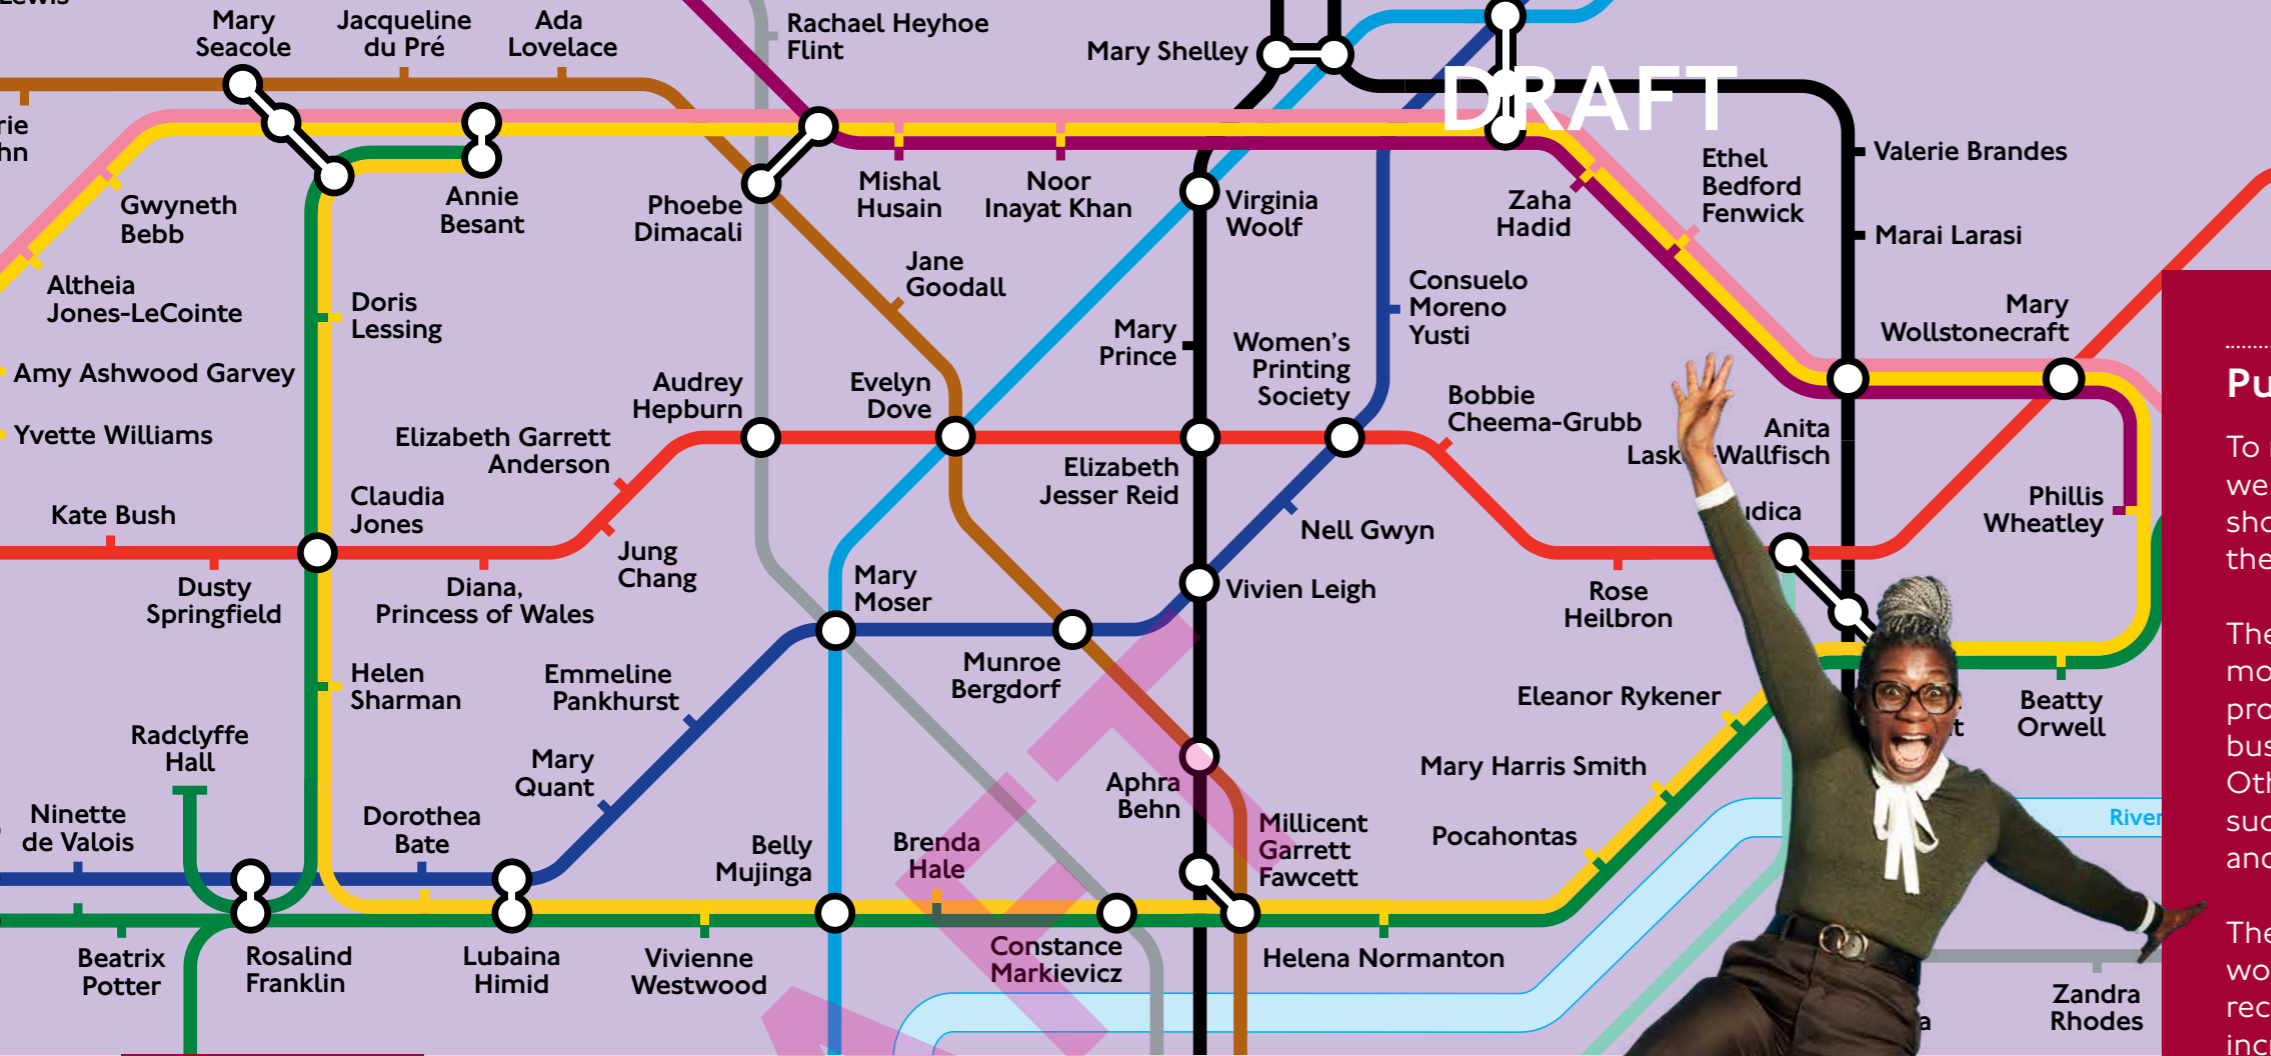 Lewis
Mary
Seacole
Jacqueline
du Pré
Ada
Lovelace
Rachael Heyhoe
Flint
Mary Shelley
DRAFT
Gwyneth
Bebb
Annie
Besant
Phoebe
Dimacali
Mishal
Husain
Noor
Inayat Khan
Virginia
Woolf
Zaha
Hadid
Ethel
Bedford
Fenwick
Valerie Brandes
Marai Larasi
Altheia
Jones-LeCointe
Doris
Lessing
Jane
Goodall
Mary
Prince
Women's
Printing
Society
Consuelo
Moreno
Yusti
Mary
Wollstonecraft
Amy Ashwood Garvey
Audrey
Hepburn
Evelyn
Dove
Bobbie
Cheema-Grubb
Yvette Williams
Elizabeth Garrett
Anderson
Elizabeth
Jesser Reid
Anita
Wallfisch
Kate Bush
Claudia
Jones
Jung
Chang
Nell Gwyn
Phillis
Wheatley
Dusty
Springfield
Diana,
Princess of Wales
Mary
Moser
Vivien Leigh
Rose
Heilbron
Helen
Sharman
Emmeline
Pankhurst
Munroe
Bergdorf
Eleanor Rykener
Beatty
Orwell
Radclyffe
Hall
Mary
Quant
Aphra
Behn
Mary Harris Smith
Ninette
de Valois
Dorothea
Bate
Belly
Mujinga
Brenda
Hale
Millicent
Garrett
Fawcett
Pocahontas
River
Beatrix
Potter
Rosalind
Franklin
Lubaina
Himid
Vivienne
Westwood
Constance
Markievicz
Helena Normanton
Zandra
Rhodes
To
we
the
The